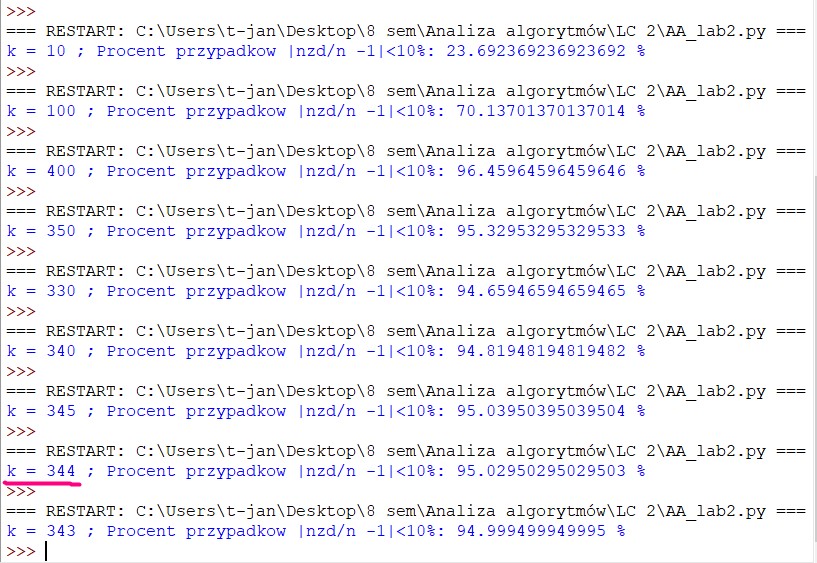 >>>
=== RESTART: C:\Users\t-jan\Desktop\8 sem\Analiza algorytmów\LC 2\AA_lab2.py ===
k = 10 ; Procent przypadkow |nzd/n -1|<10%: 23.692369236923692 %
>>>
=== RESTART: C:\Users\t-jan\Desktop\8 sem\Analiza algorytmów\LC 2\AA_lab2.py ===
k = 100 ; Procent przypadkow |nzd/n -1|<10%: 70.13701370137014 %
>>>
=== RESTART: C:\Users\t-jan\Desktop\8 sem\Analiza algorytmów\LC 2\AA_lab2.py ===
k = 400 ; Procent przypadkow |nzd/n -1|<10%: 96.45964596459646 %
>>>
=== RESTART: C:\Users\t-jan\Desktop\8 sem\Analiza algorytmów\LC 2\AA_lab2.py ===
k = 350 ; Procent przypadkow |nzd/n -1|<10%: 95.32953295329533 %
>>>
=== RESTART: C:\Users\t-jan\Desktop\8 sem\Analiza algorytmów\LC 2\AA_lab2.py ===
k = 330 ; Procent przypadkow |nzd/n -1|<10%: 94.65946594659465 %
>>>
=== RESTART: C:\Users\t-jan\Desktop\8 sem\Analiza algorytmów\LC 2\AA_lab2.py ===
k = 340 ; Procent przypadkow |nzd/n -1|<10%: 94.81948194819482 %
>>>
=== RESTART: C:\Users\t-jan\Desktop\8 sem\Analiza algorytmów\LC 2\AA_lab2.py ===
k = 345 ; Procent przypadkow |nzd/n -1|<10%: 95.03950395039504 %
>>>
=== RESTART: C:\Users\t-jan\Desktop\8 sem\Analiza algorytmów\LC 2\AA_lab2.py ===
k = 344 ; Procent przypadkow |nzd/n -1|<10%: 95.02950295029503 %
>>>
=== RESTART: C:\Users\t-jan\Desktop\8 sem\Analiza algorytmów\LC 2\AA_lab2.py ===
k = 343 ; Procent przypadkow |nzd/n -1|<10%: 94.999499949995 %
>>>